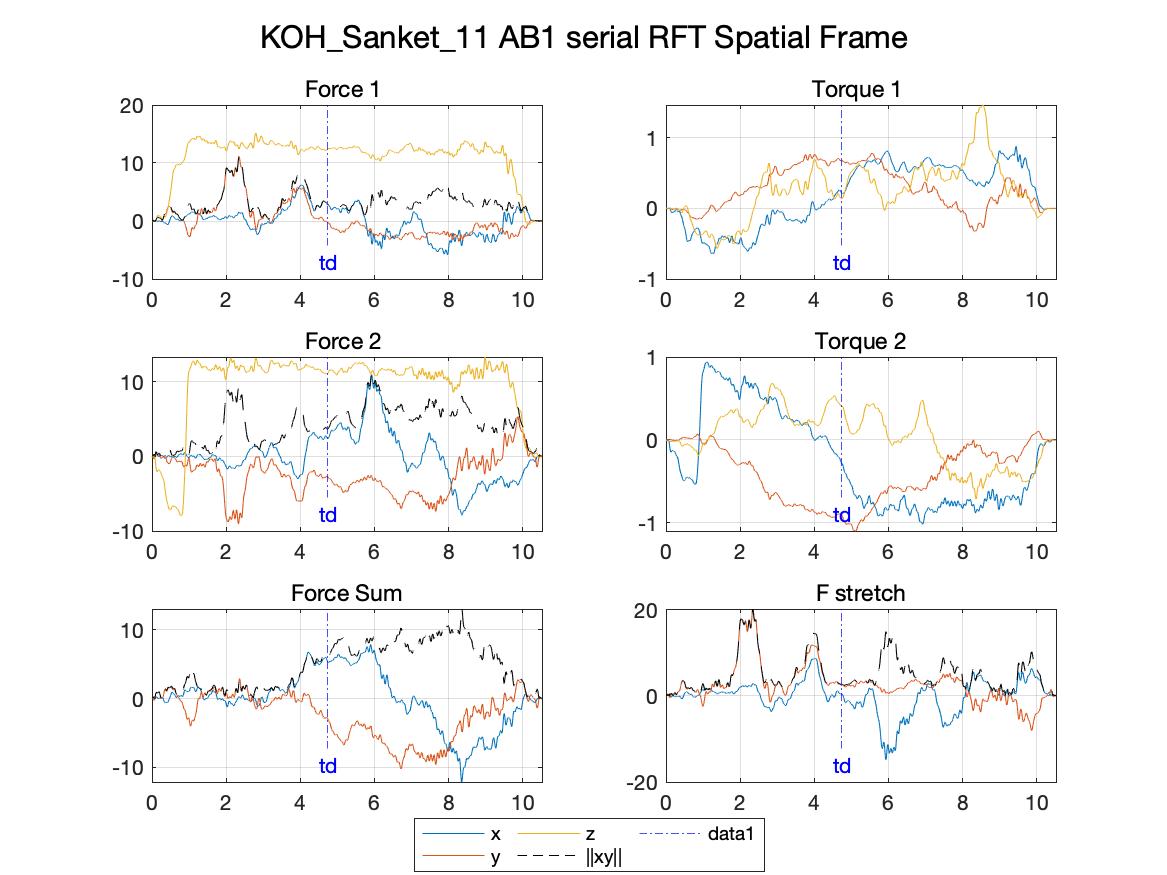 KOH_Sanket_11 AB1 serial RFT Spatial Frame
Force 1
20
10
0
-10
0 2 4 6 8 10
td
Torque 1
1
0
-1
0 2 4 6 8 10
td
Force 2
10
0
-10
0 2 4 6 8 10
td
Torque 2
1
0
-1
0 2 4 6 8 10
td
Force Sum
10
0
-10
0 2 4 6 8 10
td
F stretch
20
0
-20
0 2 4 6 8 10
td
x z data1
y ||xy||